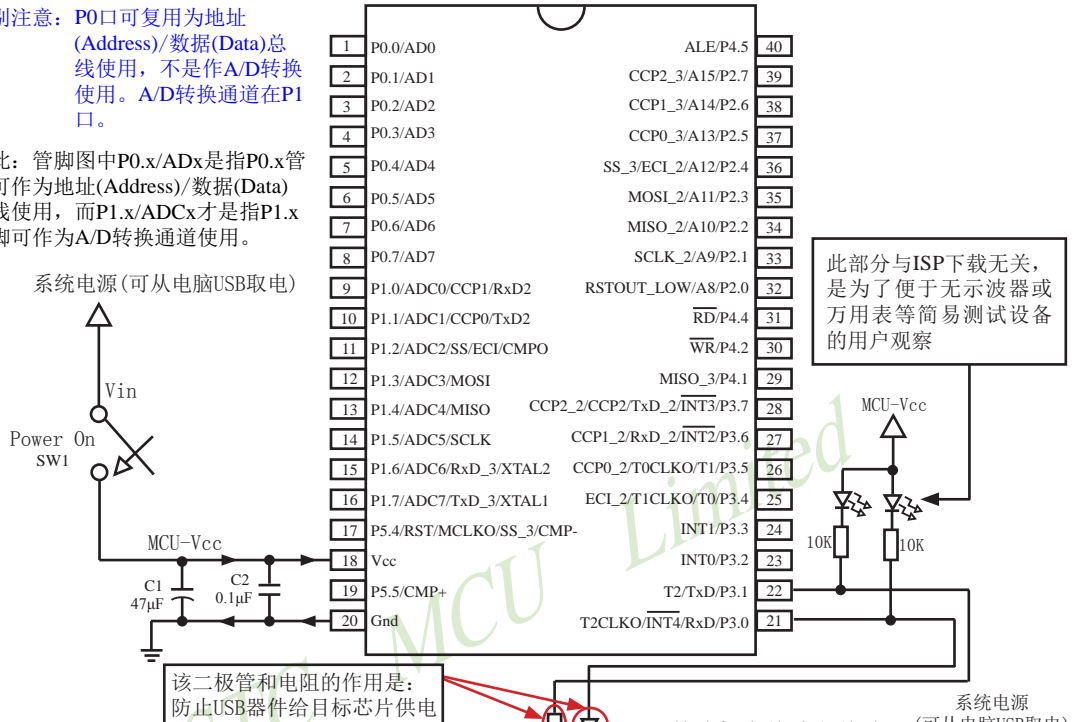 注意：P0口可复用为地址
(Address)/数据(Data)总
线使用，不是作A/D转换
使用。A/D转换通道在P1
口。
：管脚图中P0.x/ADx是指P0.x管
可作为地址(Address)/数据(Data)
线使用，而P1.x/ADCx才是指P1.x
脚可作为A/D转换通道使用。
系统电源(可从电脑USB取电)
Vin
Power On
SW1
MCU-Vcc
C1
47μF
C2
0.1μF
1 P0.0/AD0
2 P0.1/AD1
3 P0.2/AD2
4 P0.3/AD3
5 P0.4/AD4
6 P0.5/AD5
7 P0.6/AD6
8 P0.7/AD7
9 P1.0/ADC0/CCP1/RxD2
10 P1.1/ADC1/CCP0/TxD2
11 P1.2/ADC2/SS/ECI/CMPO
12 P1.3/ADC3/MOSI
13 P1.4/ADC4/MISO
14 P1.5/ADC5/SCLK
15 P1.6/ADC6/RxD_3/XTAL2
16 P1.7/ADC7/TxD_3/XTAL1
17 P5.4/RST/MCLKO/SS_3/CMP-
18 Vcc
19 P5.5/CMP+
20 Gnd
ALE/P4.5 40
CCP2_3/A15/P2.7 39
CCP1_3/A14/P2.6 38
CCP0_3/A13/P2.5 37
SS_3/ECI_2/A12/P2.4 36
MOSI_2/A11/P2.3 35
MISO_2/A10/P2.2 34
SCLK_2/A9/P2.1 33
RSTOUT_LOW/A8/P2.0 32
RD/P4.4 31
WR/P4.2 30
MISO_3/P4.1 29
CCP2_2/CCP2/TxD_2/INT3/P3.7 28
CCP1_2/RxD_2/INT2/P3.6 27
CCP0_2/T0CLKO/T1/P3.5 26
ECI_2/T1CLKO/T0/P3.4 25
INT1/P3.3 24
INT0/P3.2 23
T2/TxD/P3.1 22
T2CLKO/INT4/RxD/P3.0 21
此部分与ISP下载无关，
是为了便于无示波器或
万用表等简易测试设备
的用户观察
MCU-Vcc
10K
10K
STC MCU Limited
该二极管和电阻的作用是：
防止USB器件给目标芯片供电
系统电源
(可从电脑USB取电)